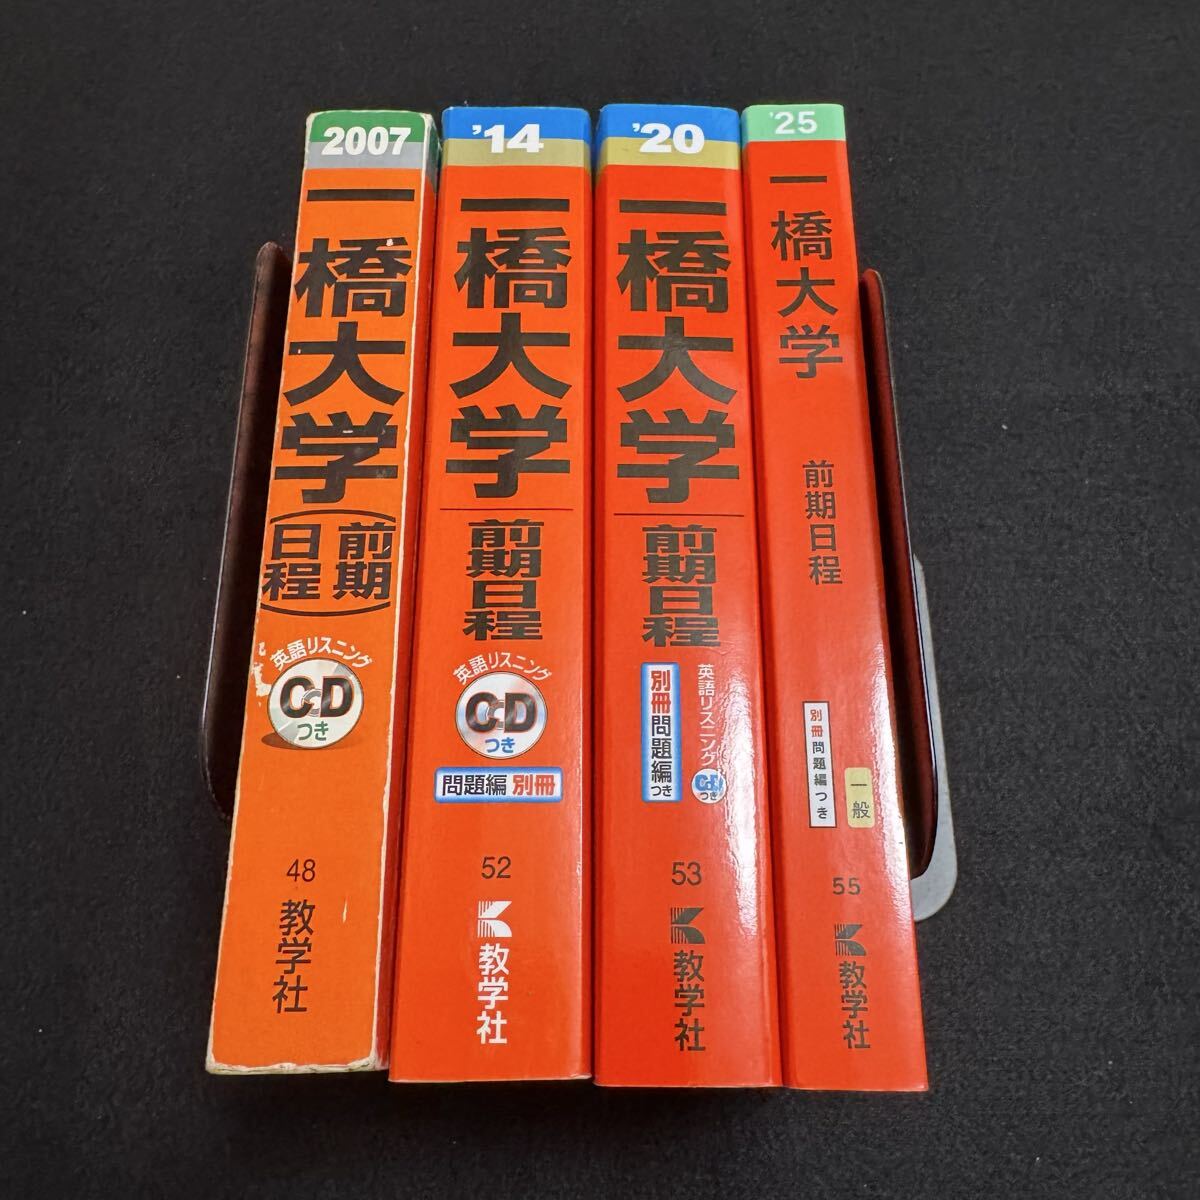 2007
一橋大学
(前期
日程)
英語リスニング
CD
つき
48
教学社
'14
一橋大学
前期日程
英語リスニング
CD
つき
問題編 別冊
52
教学社
'20
一橋大学
前期日程
別冊問題編つき
英語リスニング
CD
つき
53
教学社
'25
一橋大学
前期日程
別冊問題編つき
一般
55
教学社